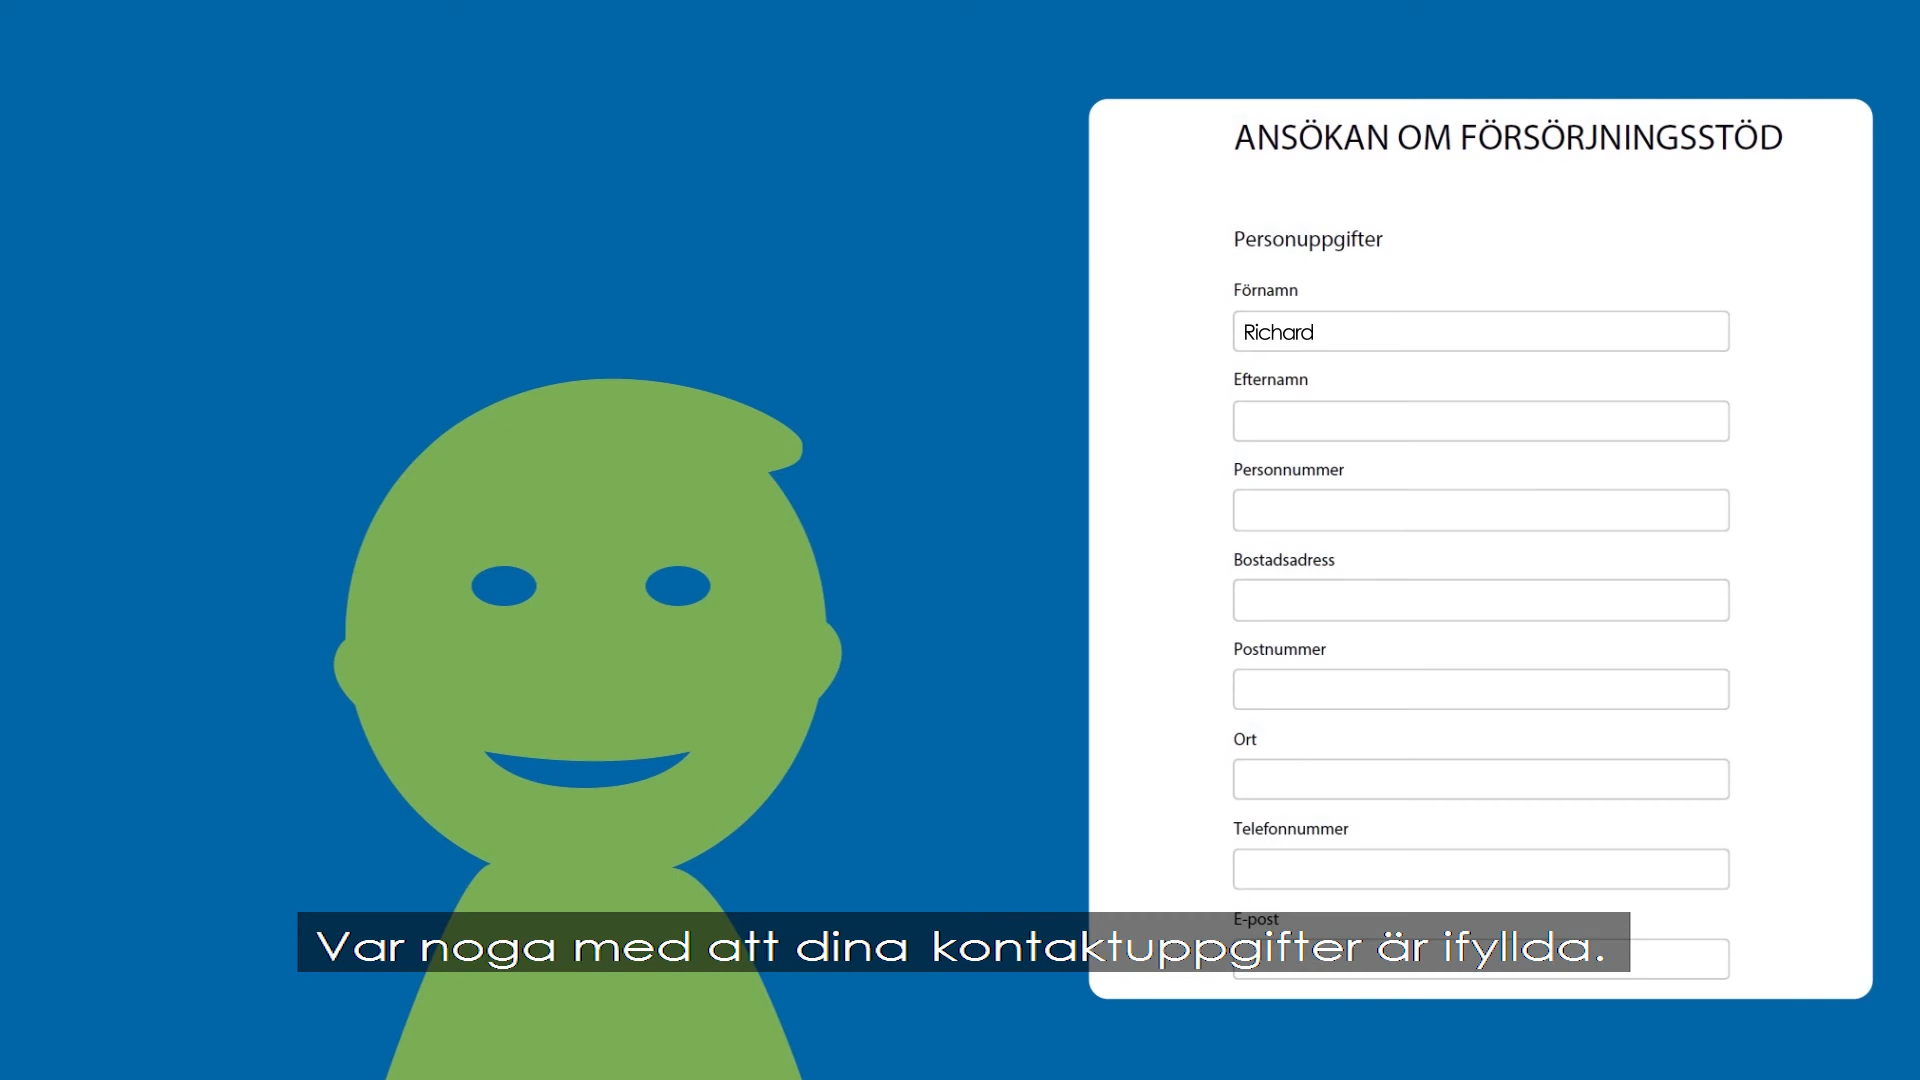 ANSÖKAN OM FÖRSÖRJNINGSSTÖD
Personuppgifter
Förnamn
Richard
Efternamn
Personnummer
Bostadsadress
Postnummer
Ort
Telefonnummer
E-post
Var noga med att dina kontaktuppgifter är ifyllda.